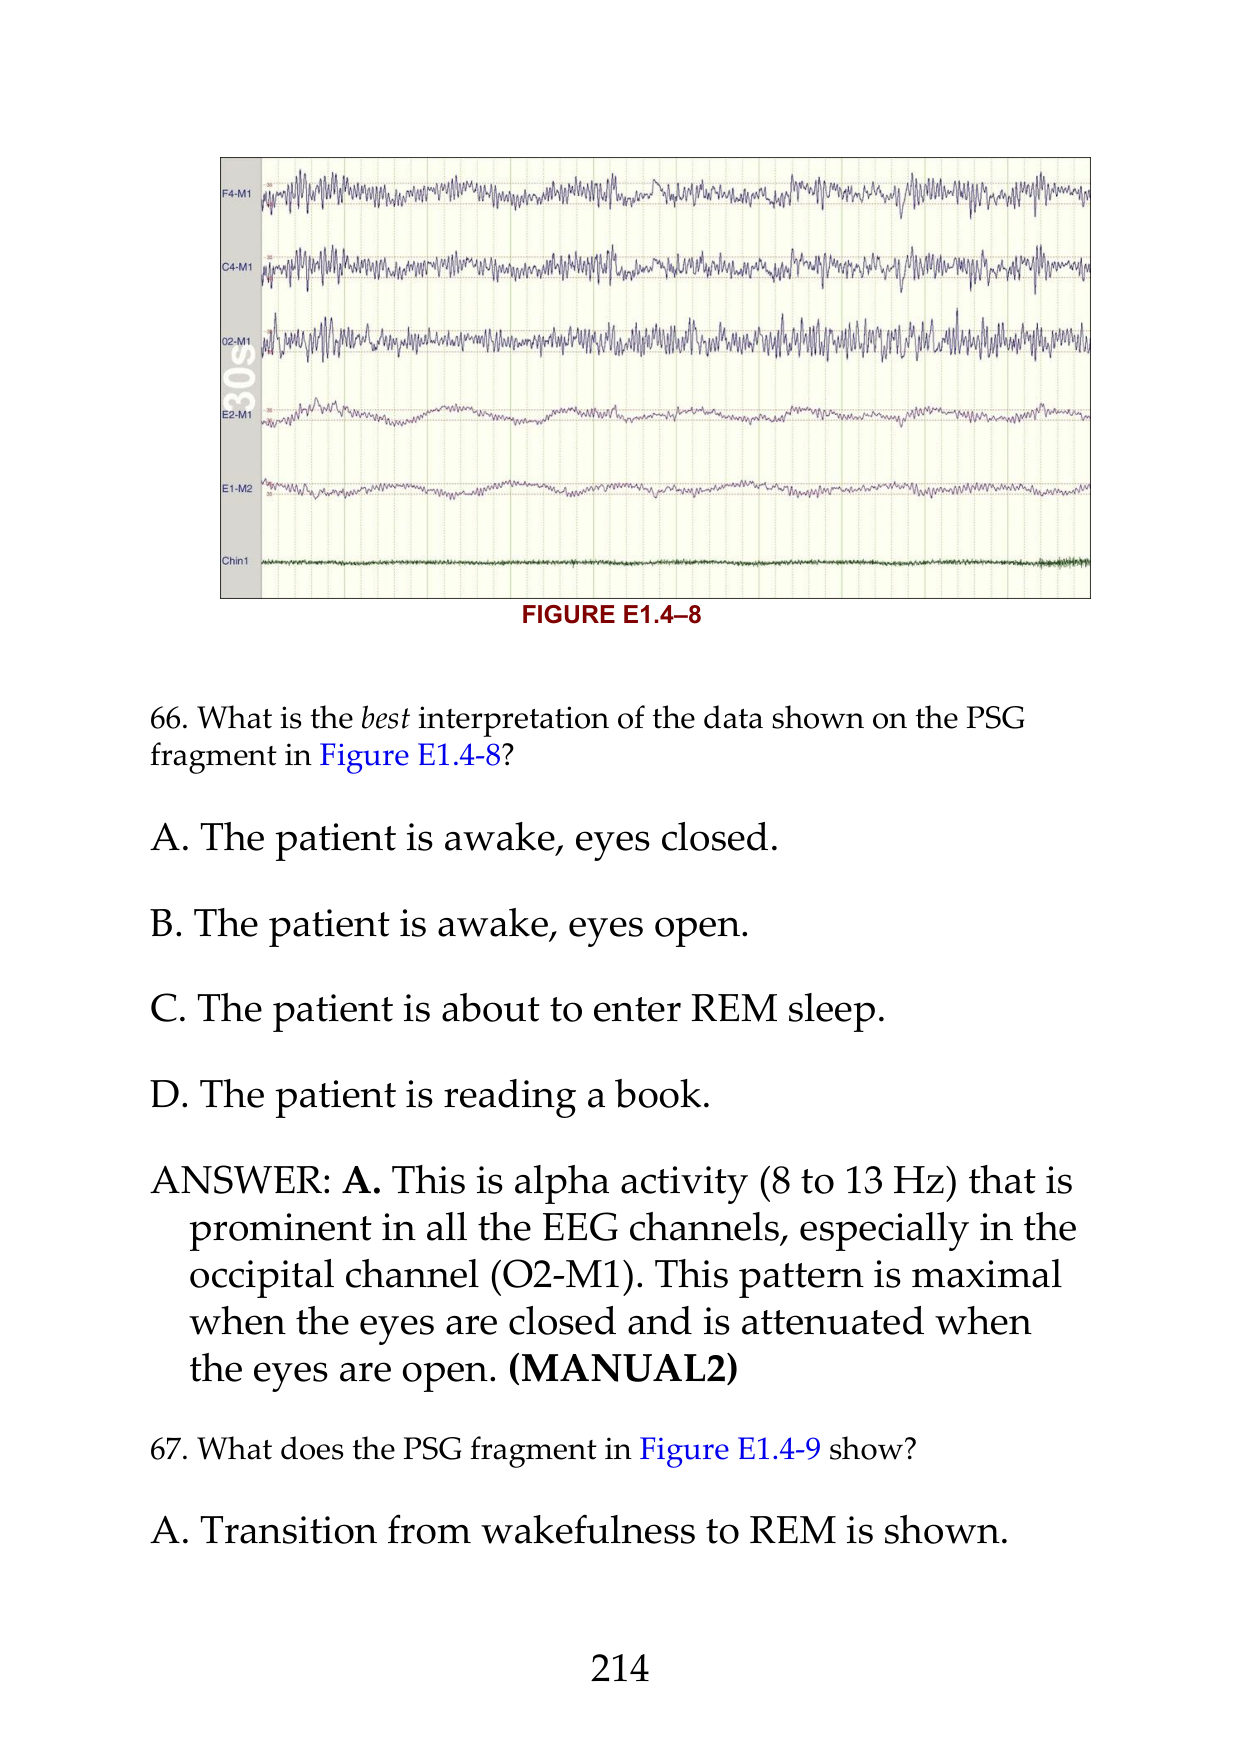 F4-M1
C4-M1
02-M1
30s
E2-M1
E1-M2
Chin1
FIGURE E1.4–8
66. What is the best interpretation of the data shown on the PSG
fragment in Figure E1.4-8?
A. The patient is awake, eyes closed.
B. The patient is awake, eyes open.
C. The patient is about to enter REM sleep.
D. The patient is reading a book.
ANSWER: A. This is alpha activity (8 to 13 Hz) that is
prominent in all the EEG channels, especially in the
occipital channel (O2-M1). This pattern is maximal
when the eyes are closed and is attenuated when
the eyes are open. (MANUAL2)
67. What does the PSG fragment in Figure E1.4-9 show?
A. Transition from wakefulness to REM is shown.
214